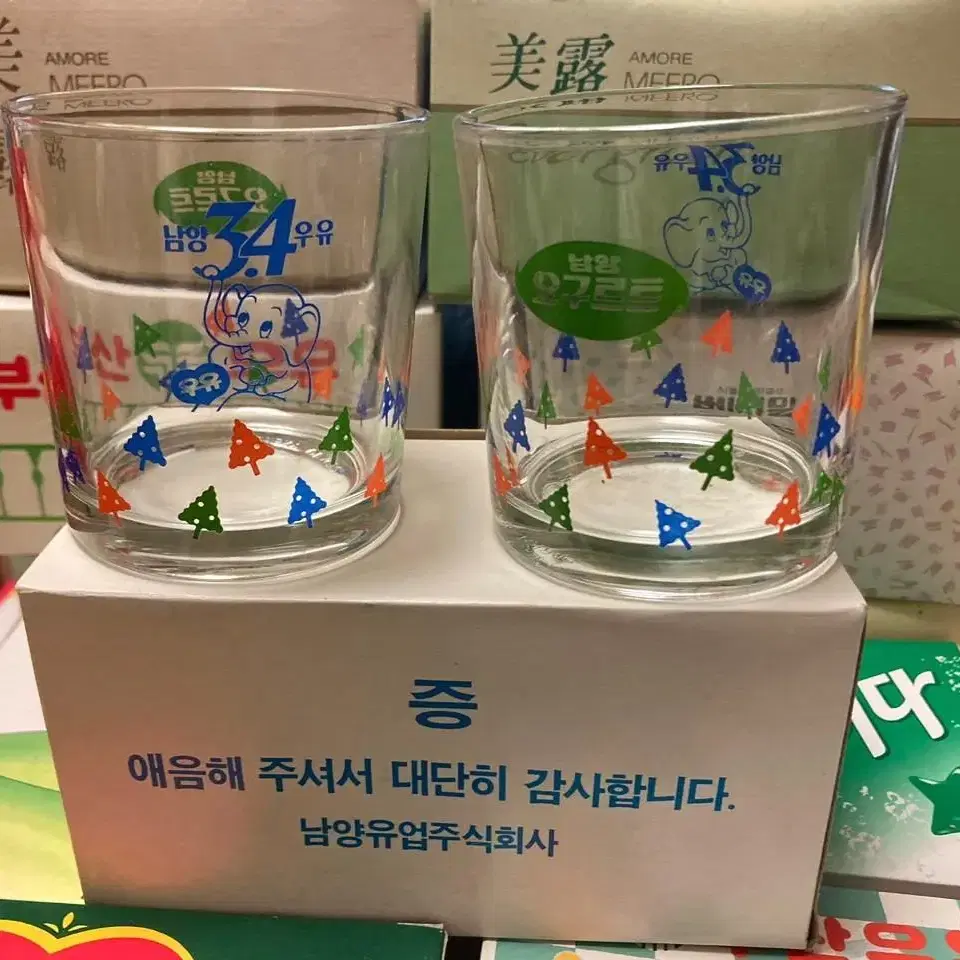 AMORE
MEERO
美露
AMORE
MEERO
남양
요구르트
남양 3.4 우유
우유
남양 3.4 우유
우유
남양
요구르트
증
애음해 주셔서 대단히 감사합니다.
남양유업주식회사